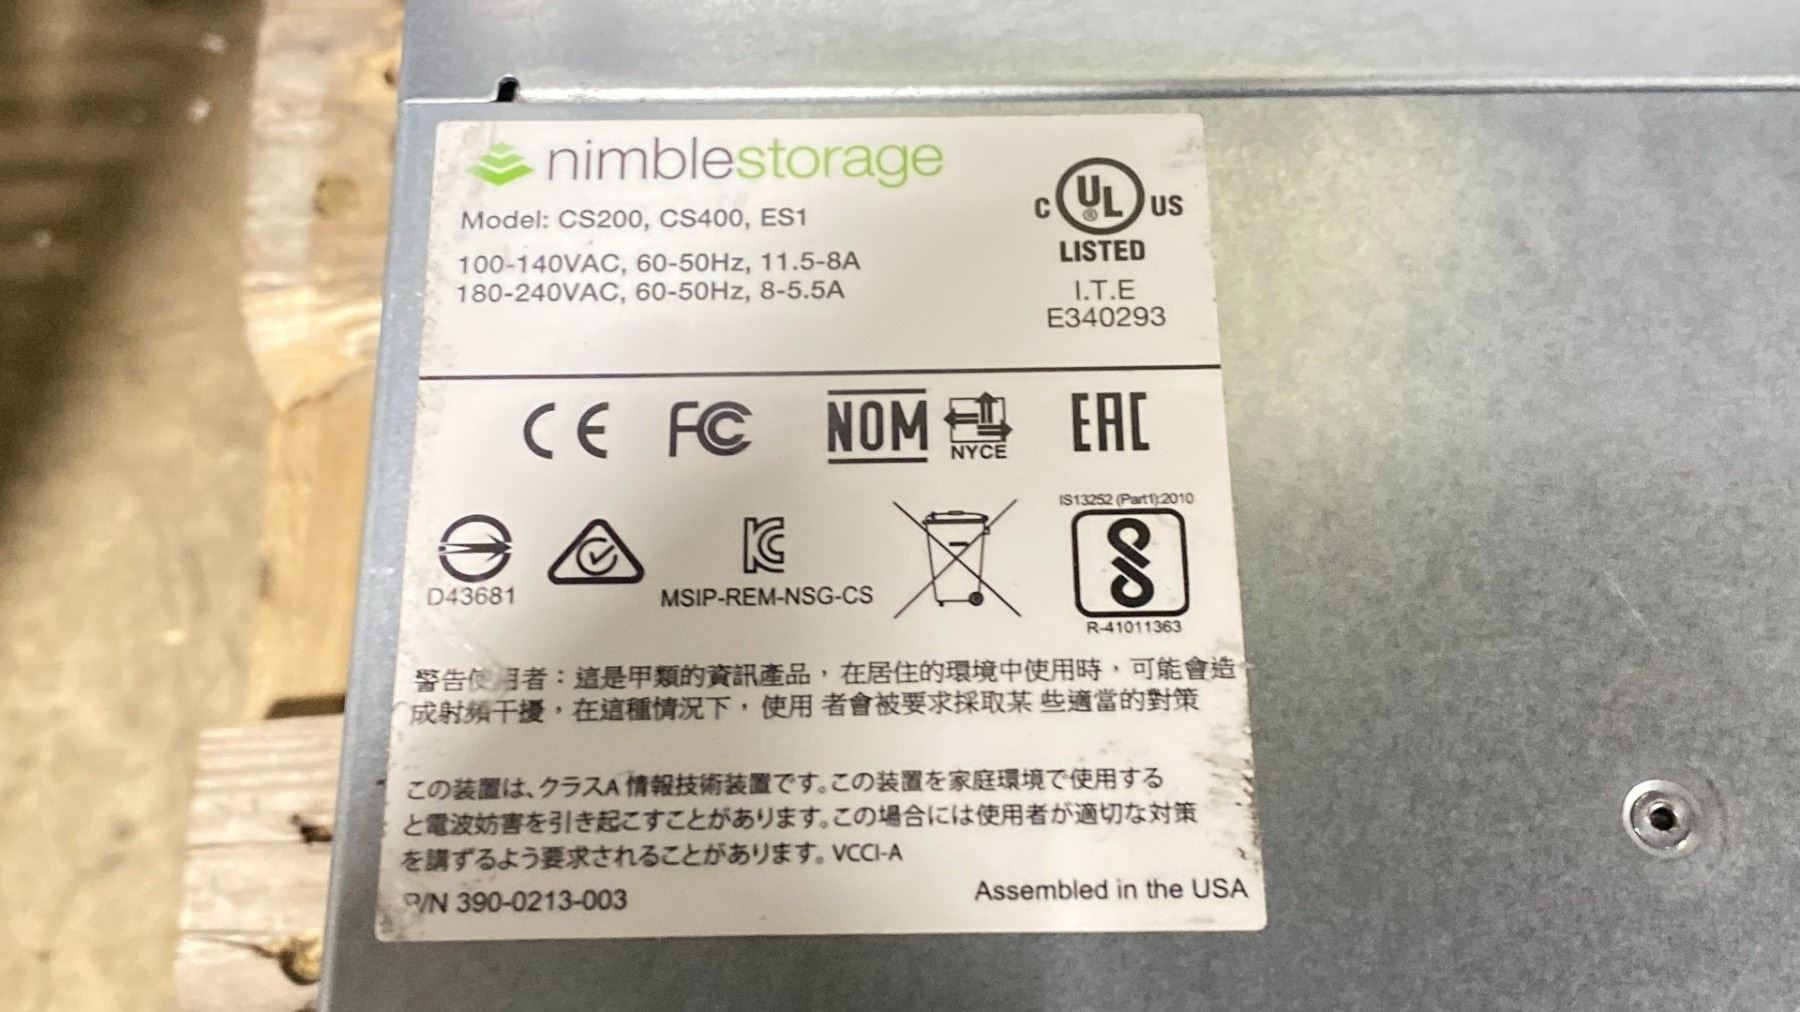 nimblestorage
Model: CS200, CS400, ES1
100-140VAC, 60-50Hz, 11.5-8A
180-240VAC, 60-50Hz, 8-5.5A
C UL ® US
LISTED
I.T.E
E340293
CE FC NOM NYCE EAC
IS13252 (Part1):2010
D43681
MSIP-REM-NSG-CS
R-41011363
警告使用者：這是甲類的資訊產品，在居住的環境中使用時，可能會造
成射頻干擾，在這種情況下，使用 者會被要求採取某 些適當的對策
この装置は、クラスA 情報技術装置です。この装置を家庭環境で使用する
と電波妨害を引き起こすことがあります。この場合には使用者が適切な対策
を講ずるよう要求されることがあります。VCCI-A
P/N 390-0213-003
Assembled in the USA